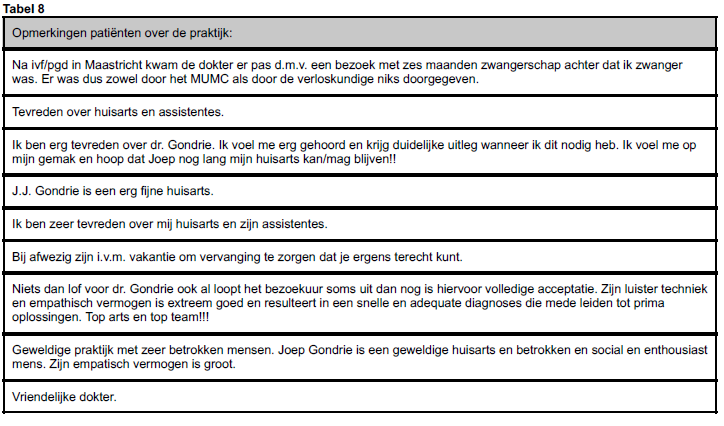 Tabel 8
Opmerkingen patiënten over de praktijk:
Na ivf/pgd in Maastricht kwam de dokter er pas d.m.v. een bezoek met zes maanden zwangerschap achter dat ik zwanger
was. Er was dus zowel door het MUMC als door de verloskundige niks doorgegeven.
Tevreden over huisarts en assistentes.
Ik ben erg tevreden over dr. Gondrie. Ik voel me erg gehoord en krijg duidelijke uitleg wanneer ik dit nodig heb. Ik voel me op
mijn gemak en hoop dat Joep nog lang mijn huisarts kan/mag blijven!!
J.J. Gondrie is een erg fijne huisarts.
Ik ben zeer tevreden over mij huisarts en zijn assistentes.
Bij afwezig zijn i.v.m. vakantie om vervanging te zorgen dat je ergens terecht kunt.
Niets dan lof voor dr. Gondrie ook al loopt het bezoekuur soms uit dan nog is hiervoor volledige acceptatie. Zijn luister techniek
en empathisch vermogen is extreem goed en resulteert in een snelle en adequate diagnoses die mede leiden tot prima
oplossingen. Top arts en top team!!!
Geweldige praktijk met zeer betrokken mensen. Joep Gondrie is een geweldige huisarts en betrokken en social en enthousiast
mens. Zijn empatisch vermogen is groot.
Vriendelijke dokter.